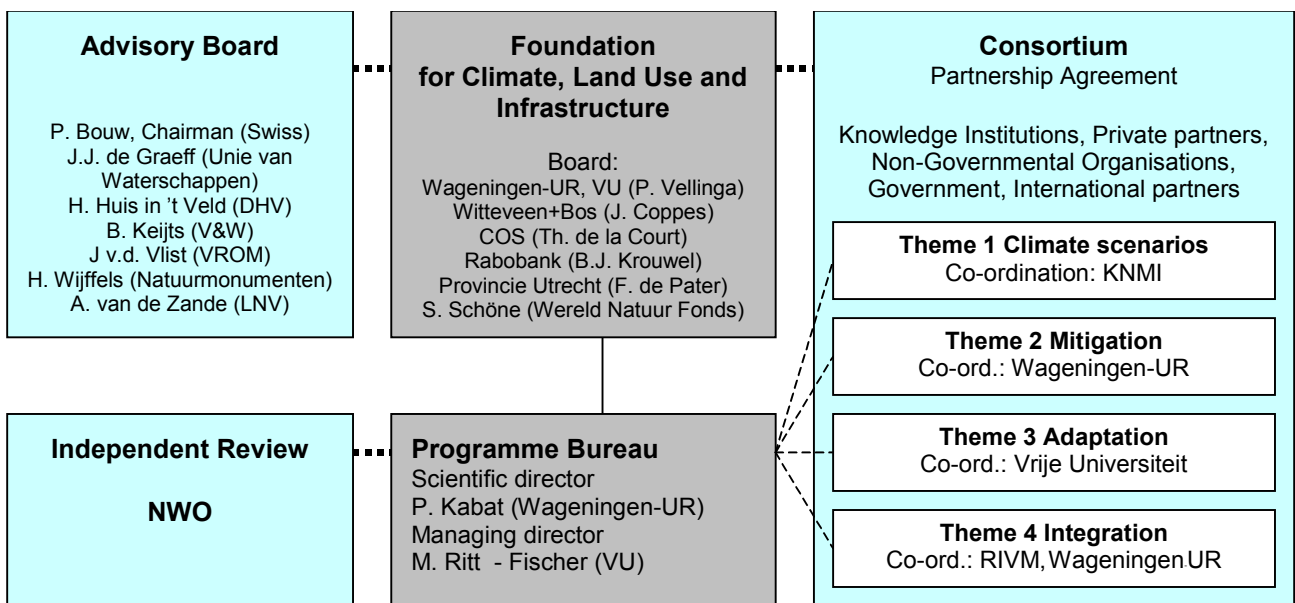 Advisory Board
P. Bouw, Chairman (Swiss)
J.J. de Graeff (Unie van
Waterschappen)
H. Huis in ’t Veld (DHV)
B. Keijts (V&W)
J v.d. Vlist (VROM)
H. Wijffels (Natuurmonumenten)
A. van de Zande (LNV)
Foundation
for Climate, Land Use and
Infrastructure
Board:
Wageningen-UR, VU (P. Vellinga)
Witteveen+Bos (J. Coppes)
COS (Th. de la Court)
Rabobank (B.J. Krouwel)
Provincie Utrecht (F. de Pater)
S. Schöne (Wereld Natuur Fonds)
Consortium
Partnership Agreement
Knowledge Institutions, Private partners,
Non-Governmental Organisations,
Government, International partners
Theme 1 Climate scenarios
Co-ordination: KNMI
Theme 2 Mitigation
Co-ord.: Wageningen-UR
Theme 3 Adaptation
Co-ord.: Vrije Universiteit
Theme 4 Integration
Co-ord.: RIVM, Wageningen-UR
Independent Review
NWO
Programme Bureau
Scientific director
P. Kabat (Wageningen-UR)
Managing director
M. Ritt - Fischer (VU)